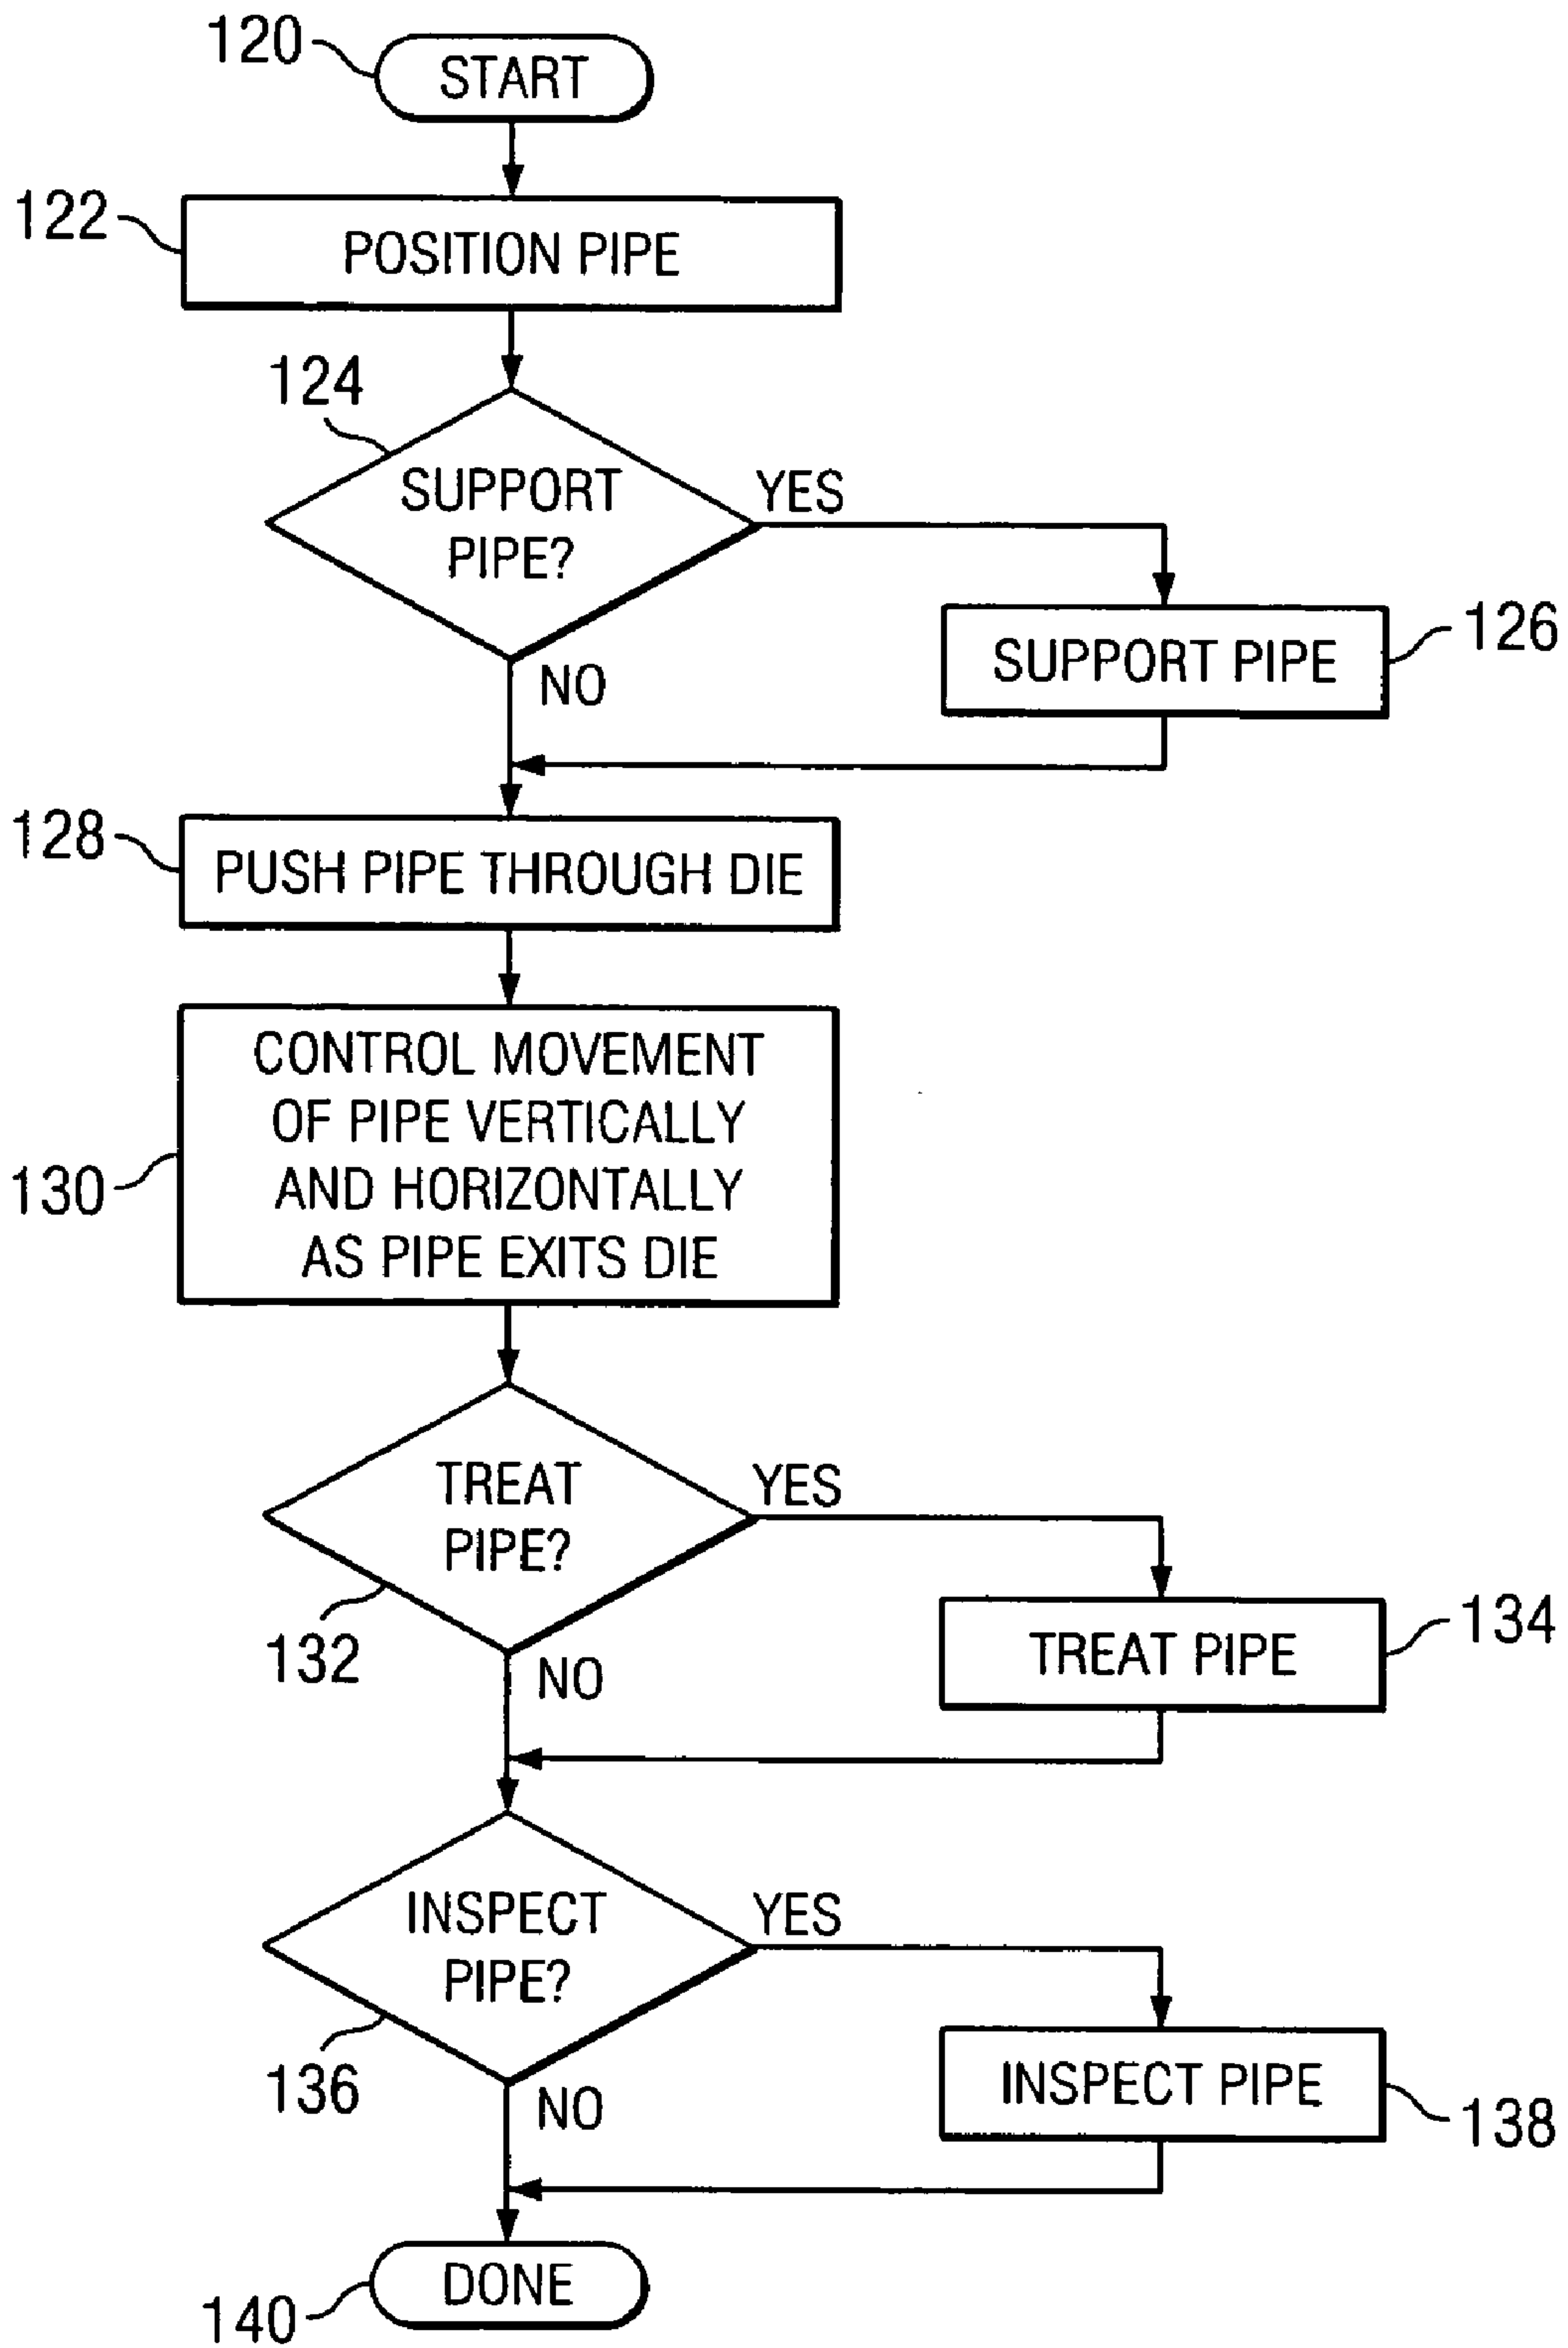 120
START
122
POSITION PIPE
124
SUPPORT
PIPE?
YES
NO
SUPPORT PIPE
126
128
PUSH PIPE THROUGH DIE
130
CONTROL MOVEMENT
OF PIPE VERTICALLY
AND HORIZONTALLY
AS PIPE EXITS DIE
TREAT
PIPE?
YES
132
NO
TREAT PIPE
134
INSPECT
PIPE?
YES
136
NO
INSPECT PIPE
138
DONE
140